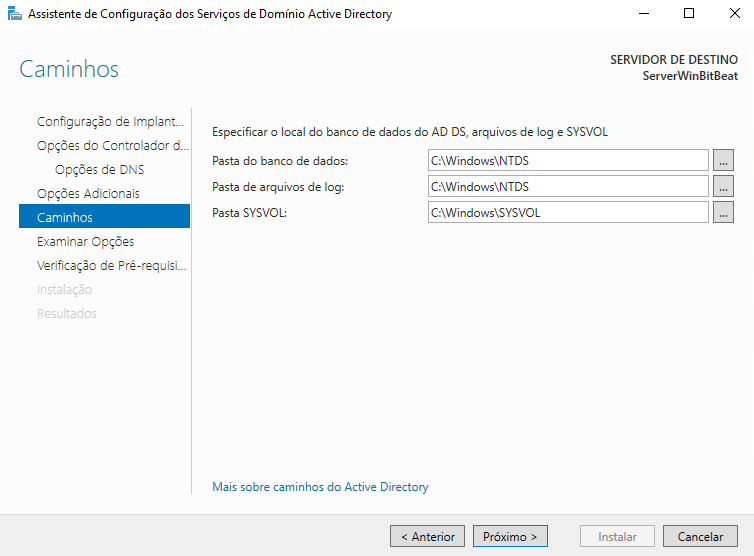 Assistente de Configuração dos Serviços de Domínio Active Directory
Caminhos
SERVIDOR DE DESTINO
ServerWinBitBeat
Configuração de Implant...
Opções do Controlador d...
Opções de DNS
Opções Adicionais
Caminhos
Examinar Opções
Verificação de Pré-requisi...
Instalação
Resultados
Especificar o local do banco de dados do AD DS, arquivos de log e SYSVOL
Pasta do banco de dados: C:\Windows\NTDS ...
Pasta de arquivos de log: C:\Windows\NTDS ...
Pasta SYSVOL: C:\Windows\SYSVOL ...
Mais sobre caminhos do Active Directory
< Anterior Próximo > Instalar Cancelar